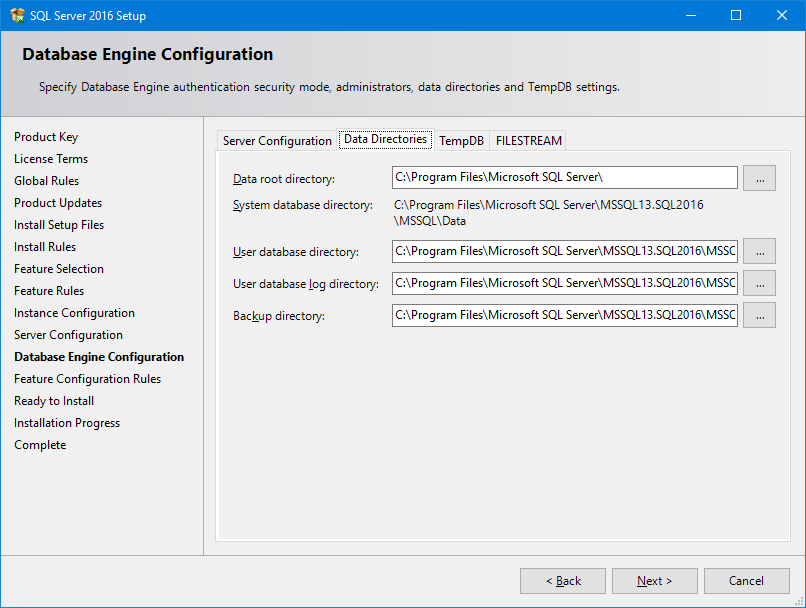 SQL Server 2016 Setup
Database Engine Configuration
Specify Database Engine authentication security mode, administrators, data directories and TempDB settings.
Product Key
License Terms
Global Rules
Product Updates
Install Setup Files
Install Rules
Feature Selection
Feature Rules
Instance Configuration
Server Configuration
Database Engine Configuration
Feature Configuration Rules
Ready to Install
Installation Progress
Complete
Server Configuration Data Directories TempDB FILESTREAM
Data root directory: C:\Program Files\Microsoft SQL Server\ ...
System database directory: C:\Program Files\Microsoft SQL Server\MSSQL13.SQL2016
\MSSQL\Data
User database directory: C:\Program Files\Microsoft SQL Server\MSSQL13.SQL2016\MSSC ...
User database log directory: C:\Program Files\Microsoft SQL Server\MSSQL13.SQL2016\MSSC ...
Backup directory: C:\Program Files\Microsoft SQL Server\MSSQL13.SQL2016\MSSC ...
< Back Next > Cancel